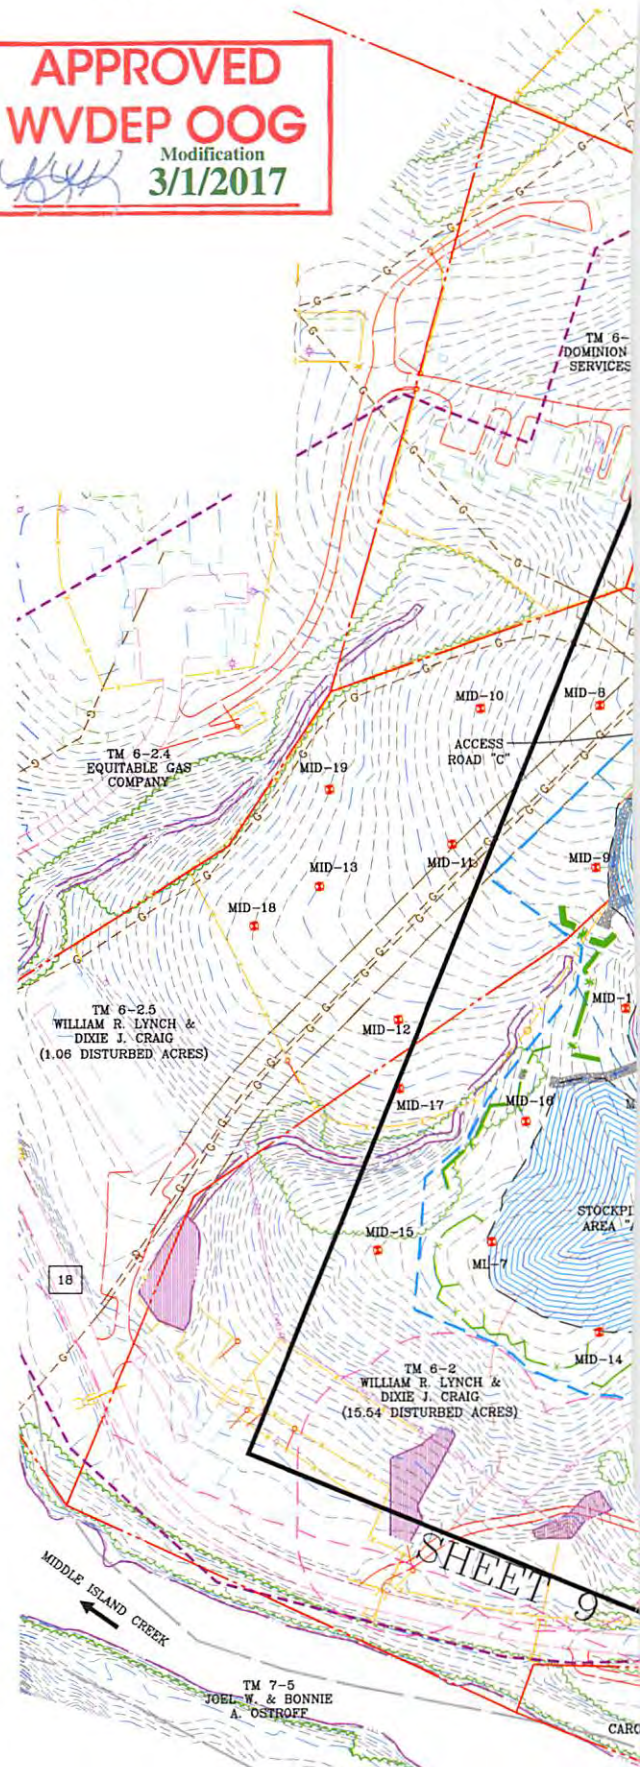 APPROVED
WVDEP OOG
Modification
3/1/2017
TM 6-
DOMINION
SERVICES
MID-10
MID-8
ACCESS
ROAD "C"
TM 6-2.4
EQUITABLE GAS
COMPANY
MID-19
MID-11
MID-9
MID-13
MID-18
TM 6-2.5
WILLIAM R. LYNCH &
DIXIE J. CRAIG
(1.06 DISTURBED ACRES)
MID-1
MID-12
MID-17
MID-16
STOCKPI
AREA "A
MID-15
ML-7
18
MID-14
TM 6-2
WILLIAM R. LYNCH &
DIXIE J. CRAIG
(15.54 DISTURBED ACRES)
SHEET 9
MIDDLE ISLAND CREEK
TM 7-5
JOEL W. & BONNIE
A. OSTROFF
CARO